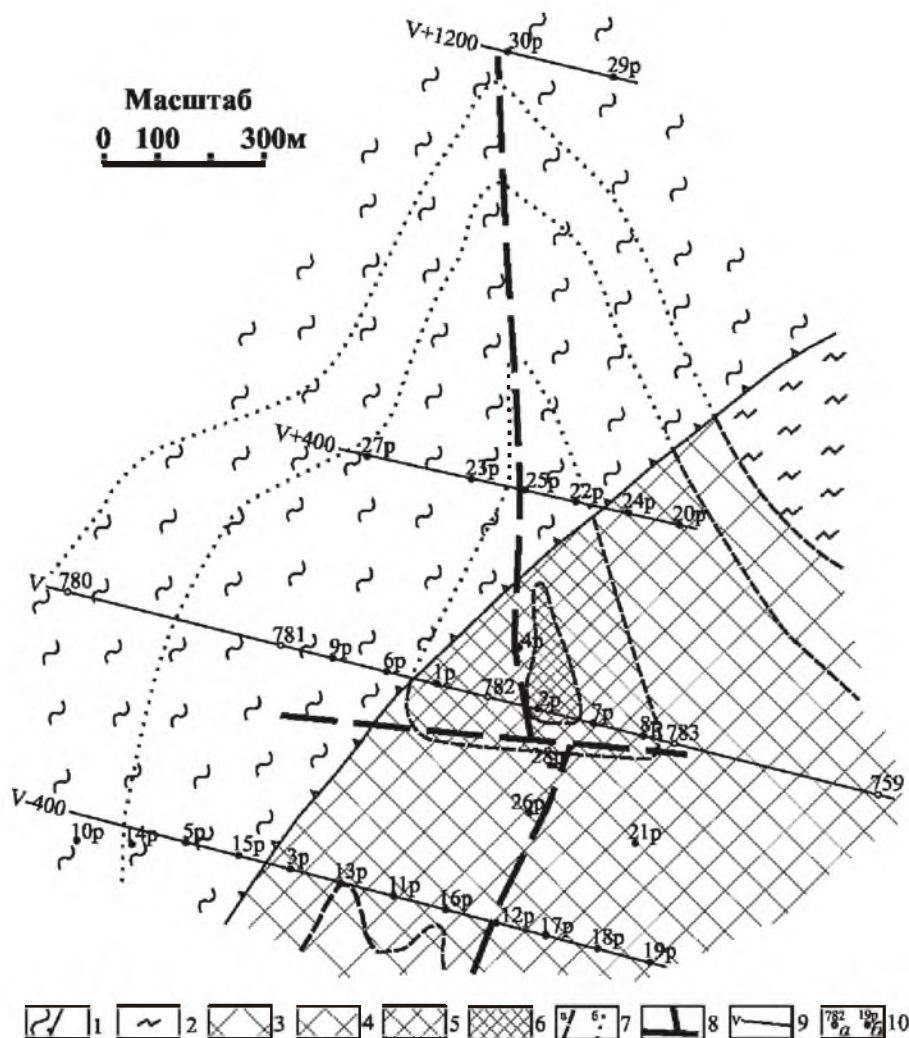 V+1200 30р 29р
Масштаб
0 100 300м
V+400 27р 23р 25р 22р 24р 20р
V 780 781 9р 6р 1р 782 2р 7р 8р 783 759
4р
28р
26р
21р
V-400
10р 14р 5р 15р 3р 13р 11р 16р 12р 17р 18р 19р
1 2 3 4 5 6 а б 7 8 V 9 782 а 19р б 10